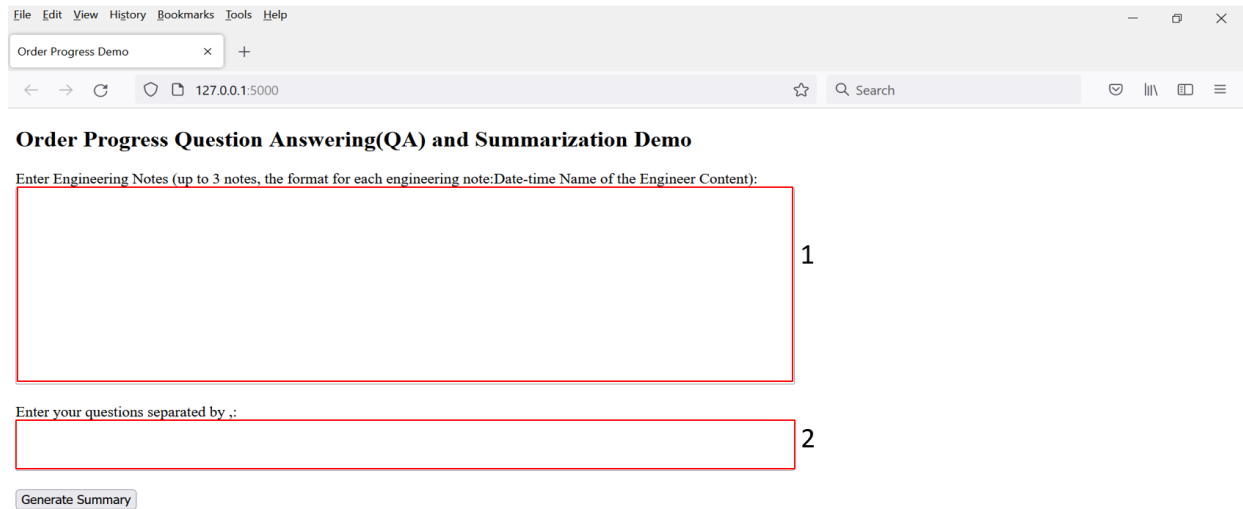 File Edit View History Bookmarks Tools Help
Order Progress Demo
127.0.0.1:5000
Search
Order Progress Question Answering(QA) and Summarization Demo
Enter Engineering Notes (up to 3 notes, the format for each engineering note:Date-time Name of the Engineer Content):
1
Enter your questions separated by ,:
2
Generate Summary